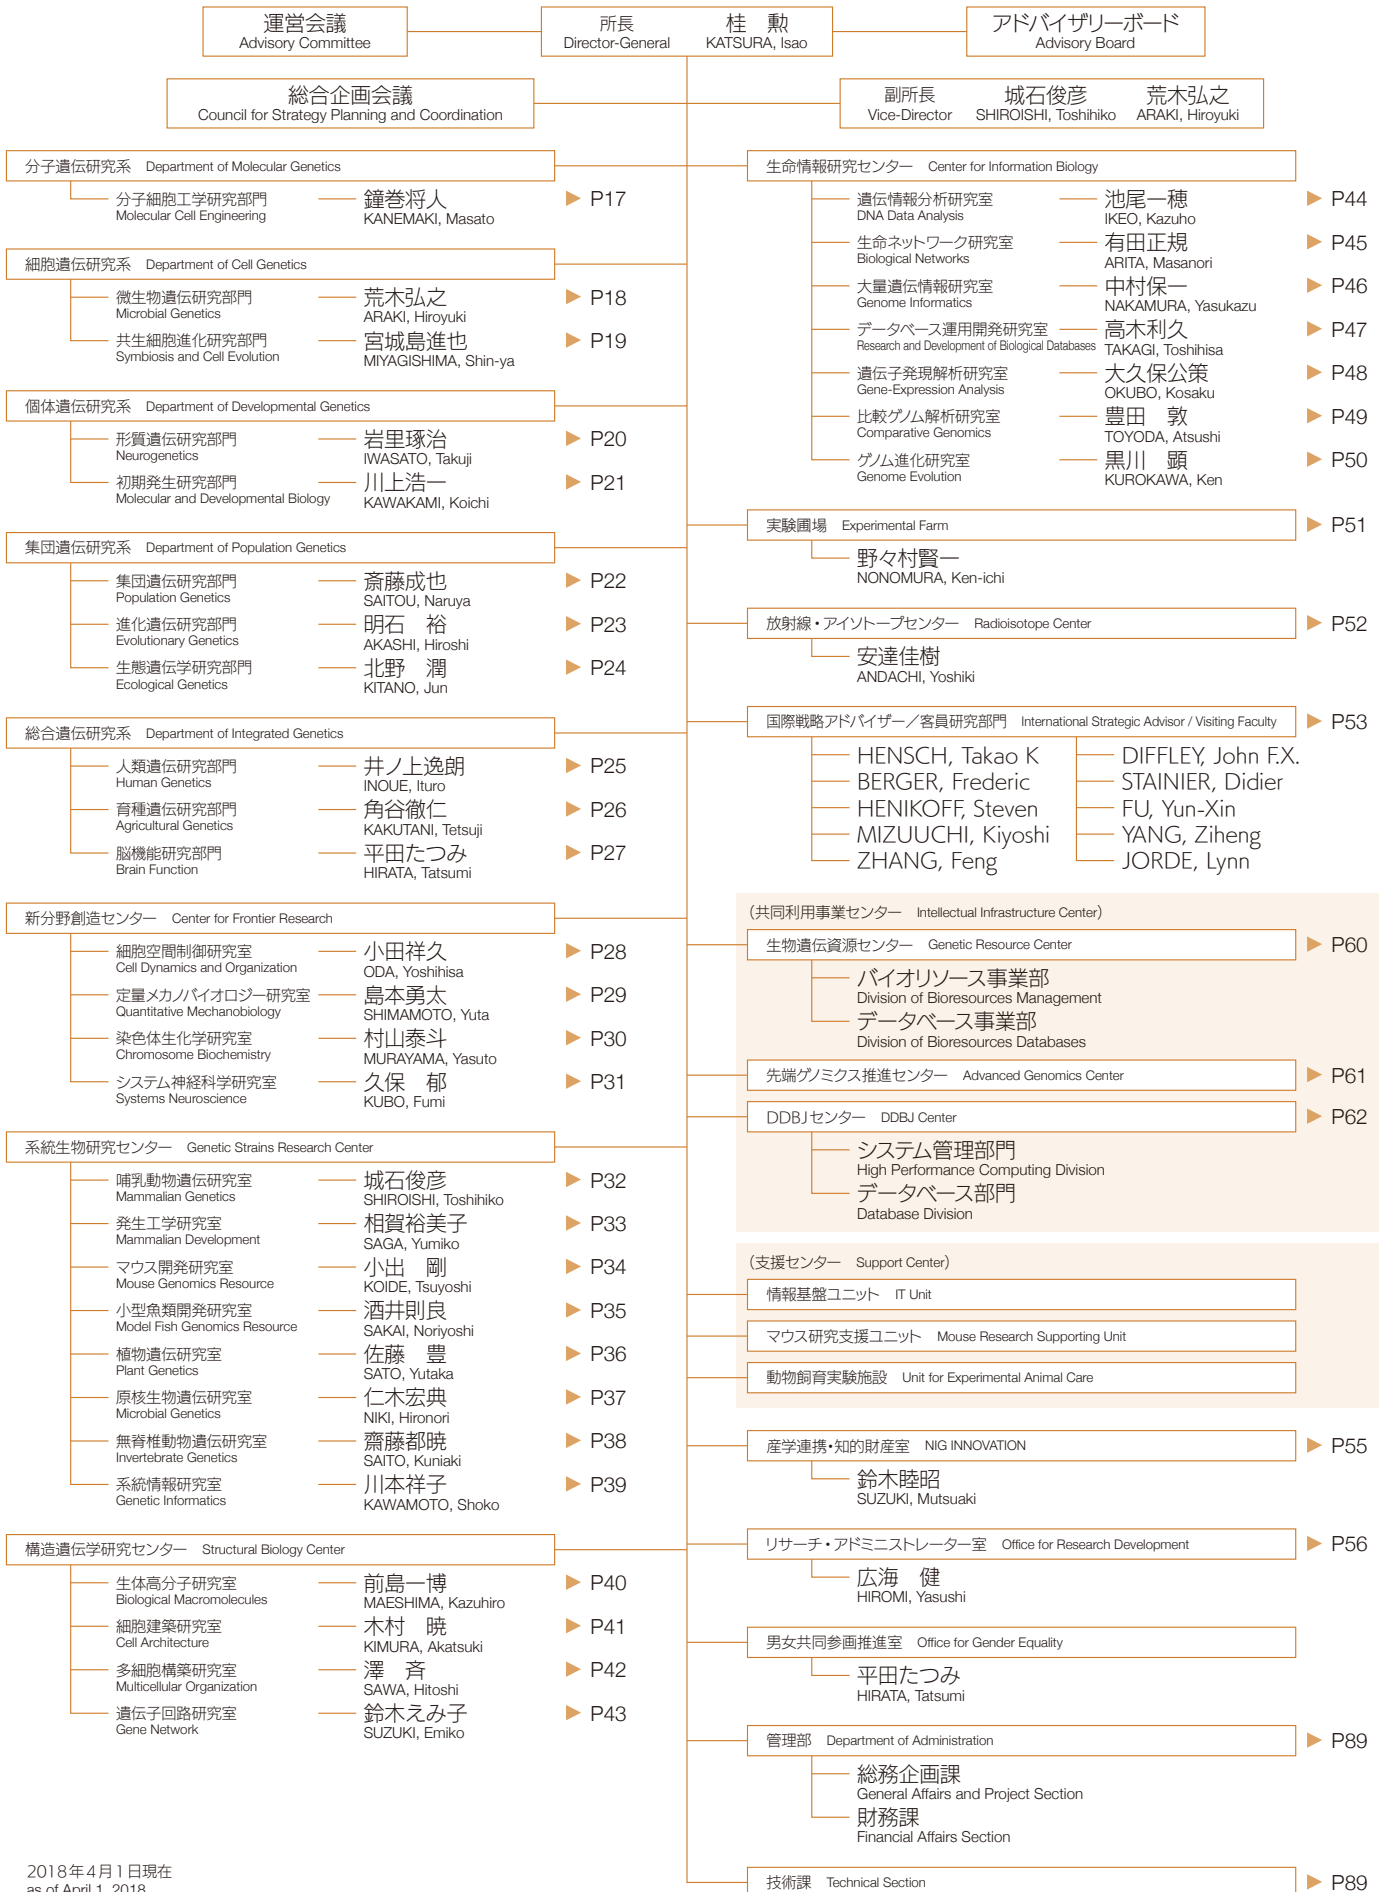 運営会議
Advisory Committee
所長 桂 勲
Director-General KATSURA, Isao
アドバイザリーボード
Advisory Board
総合企画会議
Council for Strategy Planning and Coordination
副所長 城石俊彦 荒木弘之
Vice-Director SHIROISHI, Toshihiko ARAKI, Hiroyuki
分子遺伝研究系 Department of Molecular Genetics
分子細胞工学研究部門 鐘巻将人 ▶ P17
Molecular Cell Engineering KANEMAKI, Masato
細胞遺伝研究系 Department of Cell Genetics
微生物遺伝研究部門 荒木弘之 ▶ P18
Microbial Genetics ARAKI, Hiroyuki
共生細胞進化研究部門 宮城島進也 ▶ P19
Symbiosis and Cell Evolution MIYAGISHIMA, Shin-ya
個体遺伝研究系 Department of Developmental Genetics
形質遺伝研究部門 岩里琢治 ▶ P20
Neurogenetics IWASATO, Takuji
初期発生研究部門 川上浩一 ▶ P21
Molecular and Developmental Biology KAWAKAMI, Koichi
集団遺伝研究系 Department of Population Genetics
集団遺伝研究部門 斎藤成也 ▶ P22
Population Genetics SAITOU, Naruya
進化遺伝研究部門 明石 裕 ▶ P23
Evolutionary Genetics AKASHI, Hiroshi
生態遺伝学研究部門 北野 潤 ▶ P24
Ecological Genetics KITANO, Jun
総合遺伝研究系 Department of Integrated Genetics
人類遺伝研究部門 井ノ上逸朗 ▶ P25
Human Genetics INOUE, Ituro
育種遺伝研究部門 角谷徹仁 ▶ P26
Agricultural Genetics KAKUTANI, Tetsuji
脳機能研究部門 平田たつみ ▶ P27
Brain Function HIRATA, Tatsumi
新分野創造センター Center for Frontier Research
細胞空間制御研究室 小田祥久 ▶ P28
Cell Dynamics and Organization ODA, Yoshihisa
定量メカノバイオロジー研究室 島本勇太 ▶ P29
Quantitative Mechanobiology SHIMAMOTO, Yuta
染色体生化学研究室 村山泰斗 ▶ P30
Chromosome Biochemistry MURAYAMA, Yasuto
システム神経科学研究室 久保 郁 ▶ P31
Systems Neuroscience KUBO, Fumi
系統生物研究センター Genetic Strains Research Center
哺乳動物遺伝研究室 城石俊彦 ▶ P32
Mammalian Genetics SHIROISHI, Toshihiko
発生工学研究室 相賀裕美子 ▶ P33
Mammalian Development SAGA, Yumiko
マウス開発研究室 小出 剛 ▶ P34
Mouse Genomics Resource KOIDE, Tsuyoshi
小型魚類開発研究室 酒井則良 ▶ P35
Model Fish Genomics Resource SAKAI, Noriyoshi
植物遺伝研究室 佐藤 豊 ▶ P36
Plant Genetics SATO, Yutaka
原核生物遺伝研究室 仁木宏典 ▶ P37
Microbial Genetics NIKI, Hironori
無脊椎動物遺伝研究室 齋藤都暁 ▶ P38
Invertebrate Genetics SAITO, Kuniaki
系統情報研究室 川本祥子 ▶ P39
Genetic Informatics KAWAMOTO, Shoko
構造遺伝学研究センター Structural Biology Center
生体高分子研究室 前島一博 ▶ P40
Biological Macromolecules MAESHIMA, Kazuhiro
細胞建築研究室 木村 暁 ▶ P41
Cell Architecture KIMURA, Akatsuki
多細胞構築研究室 澤 斉 ▶ P42
Multicellular Organization SAWA, Hitoshi
遺伝子回路研究室 鈴木えみ子 ▶ P43
Gene Network SUZUKI, Emiko
2018年4月1日現在
as of April 1, 2018
生命情報研究センター Center for Information Biology
遺伝情報分析研究室 池尾一穂 ▶ P44
DNA Data Analysis IKEO, Kazuho
生命ネットワーク研究室 有田正規 ▶ P45
Biological Networks ARITA, Masanori
大量遺伝情報研究室 中村保一 ▶ P46
Genome Informatics NAKAMURA, Yasukazu
データベース運用開発研究室 高木利久 ▶ P47
Research and Development of Biological Databases TAKAGI, Toshihisa
遺伝子発現解析研究室 大久保公策 ▶ P48
Gene-Expression Analysis OKUBO, Kosaku
比較ゲノム解析研究室 豊田 敦 ▶ P49
Comparative Genomics TOYODA, Atsushi
ゲノム進化研究室 黒川 顕 ▶ P50
Genome Evolution KUROKAWA, Ken
実験圃場 Experimental Farm ▶ P51
野々村賢一
NONOMURA, Ken-ichi
放射線・アイソトープセンター Radioisotope Center ▶ P52
安達佳樹
ANDACHI, Yoshiki
国際戦略アドバイザー／客員研究部門 International Strategic Advisor / Visiting Faculty ▶ P53
HENSCH, Takao K DIFFLEY, John F.X.
BERGER, Frederic STAINIER, Didier
HENIKOFF, Steven FU, Yun-Xin
MIZUUCHI, Kiyoshi YANG, Ziheng
ZHANG, Feng JORDE, Lynn
（共同利用事業センター Intellectual Infrastructure Center）
生物遺伝資源センター Genetic Resource Center ▶ P60
バイオリソース事業部
Division of Bioresources Management
データベース事業部
Division of Bioresources Databases
先端ゲノミクス推進センター Advanced Genomics Center ▶ P61
DDBJセンター DDBJ Center ▶ P62
システム管理部門
High Performance Computing Division
データベース部門
Database Division
（支援センター Support Center）
情報基盤ユニット IT Unit
マウス研究支援ユニット Mouse Research Supporting Unit
動物飼育実験施設 Unit for Experimental Animal Care
産学連携・知的財産室 NIG INNOVATION ▶ P55
鈴木睦昭
SUZUKI, Mutsuaki
リサーチ・アドミニストレーター室 Office for Research Development ▶ P56
広海 健
HIROMI, Yasushi
男女共同参画推進室 Office for Gender Equality
平田たつみ
HIRATA, Tatsumi
管理部 Department of Administration ▶ P89
総務企画課
General Affairs and Project Section
財務課
Financial Affairs Section
技術課 Technical Section ▶ P89